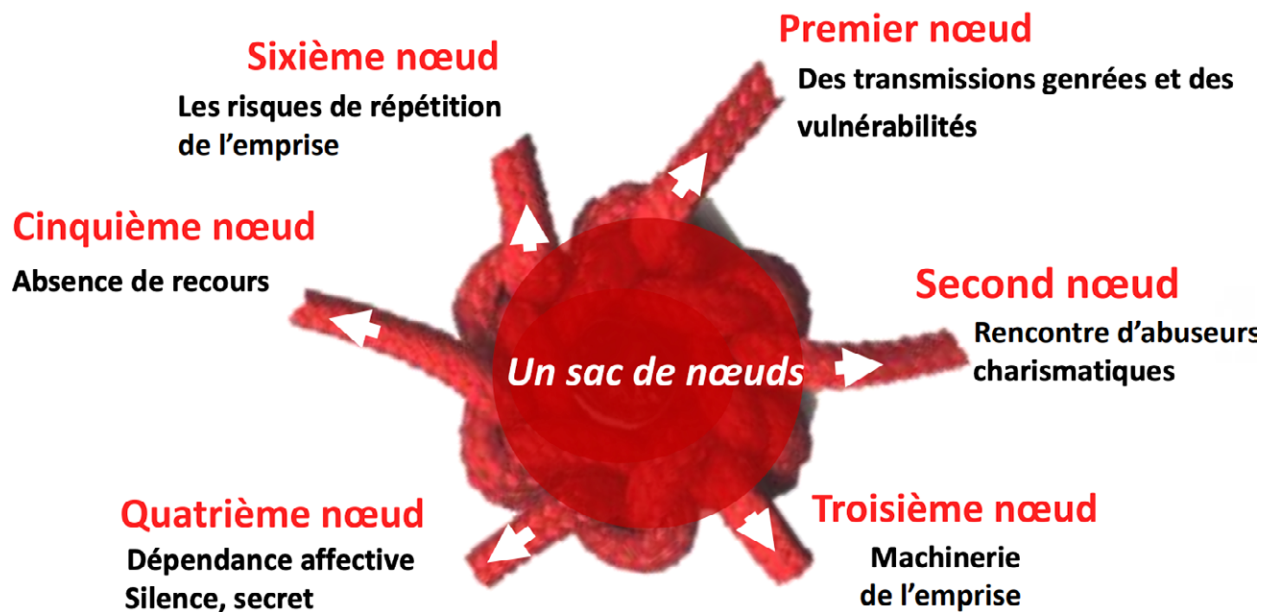 Premier nœud
Des transmissions genrées et des
vulnérabilités
Second nœud
Rencontre d’abuseurs
charismatiques
Troisième nœud
Machinerie
de l’emprise
Quatrième nœud
Dépendance affective
Silence, secret
Cinquième nœud
Absence de recours
Sixième nœud
Les risques de répétition
de l’emprise
Un sac de nœuds